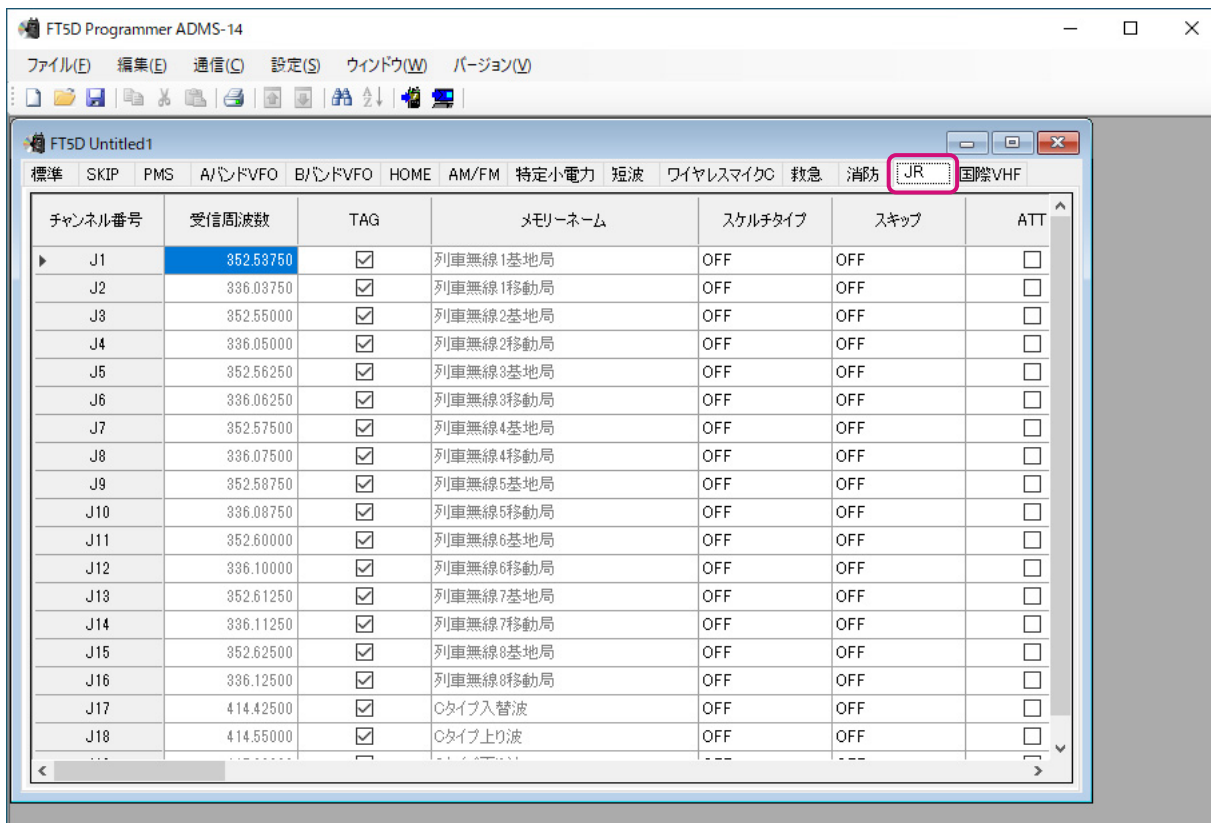 FT5D Programmer ADMS-14
ファイル(F) 編集(E) 通信(C) 設定(S) ウィンドウ(W) バージョン(V)
FT5D Untitled1
標準 SKIP PMS AバンドVFO BバンドVFO HOME AM/FM 特定小電力 短波 ワイヤレスマイクC 救急 消防 JR 国際VHF
チャンネル番号 受信周波数 TAG メモリーネーム スケルチタイプ スキップ ATT
J1 352.53750 列車無線1基地局 OFF OFF
J2 336.03750 列車無線1移動局 OFF OFF
J3 352.55000 列車無線2基地局 OFF OFF
J4 336.05000 列車無線2移動局 OFF OFF
J5 352.56250 列車無線3基地局 OFF OFF
J6 336.06250 列車無線3移動局 OFF OFF
J7 352.57500 列車無線4基地局 OFF OFF
J8 336.07500 列車無線4移動局 OFF OFF
J9 352.58750 列車無線5基地局 OFF OFF
J10 336.08750 列車無線5移動局 OFF OFF
J11 352.60000 列車無線6基地局 OFF OFF
J12 336.10000 列車無線6移動局 OFF OFF
J13 352.61250 列車無線7基地局 OFF OFF
J14 336.11250 列車無線7移動局 OFF OFF
J15 352.62500 列車無線8基地局 OFF OFF
J16 336.12500 列車無線8移動局 OFF OFF
J17 414.42500 Cタイプ入替波 OFF OFF
J18 414.55000 Cタイプ上り波 OFF OFF